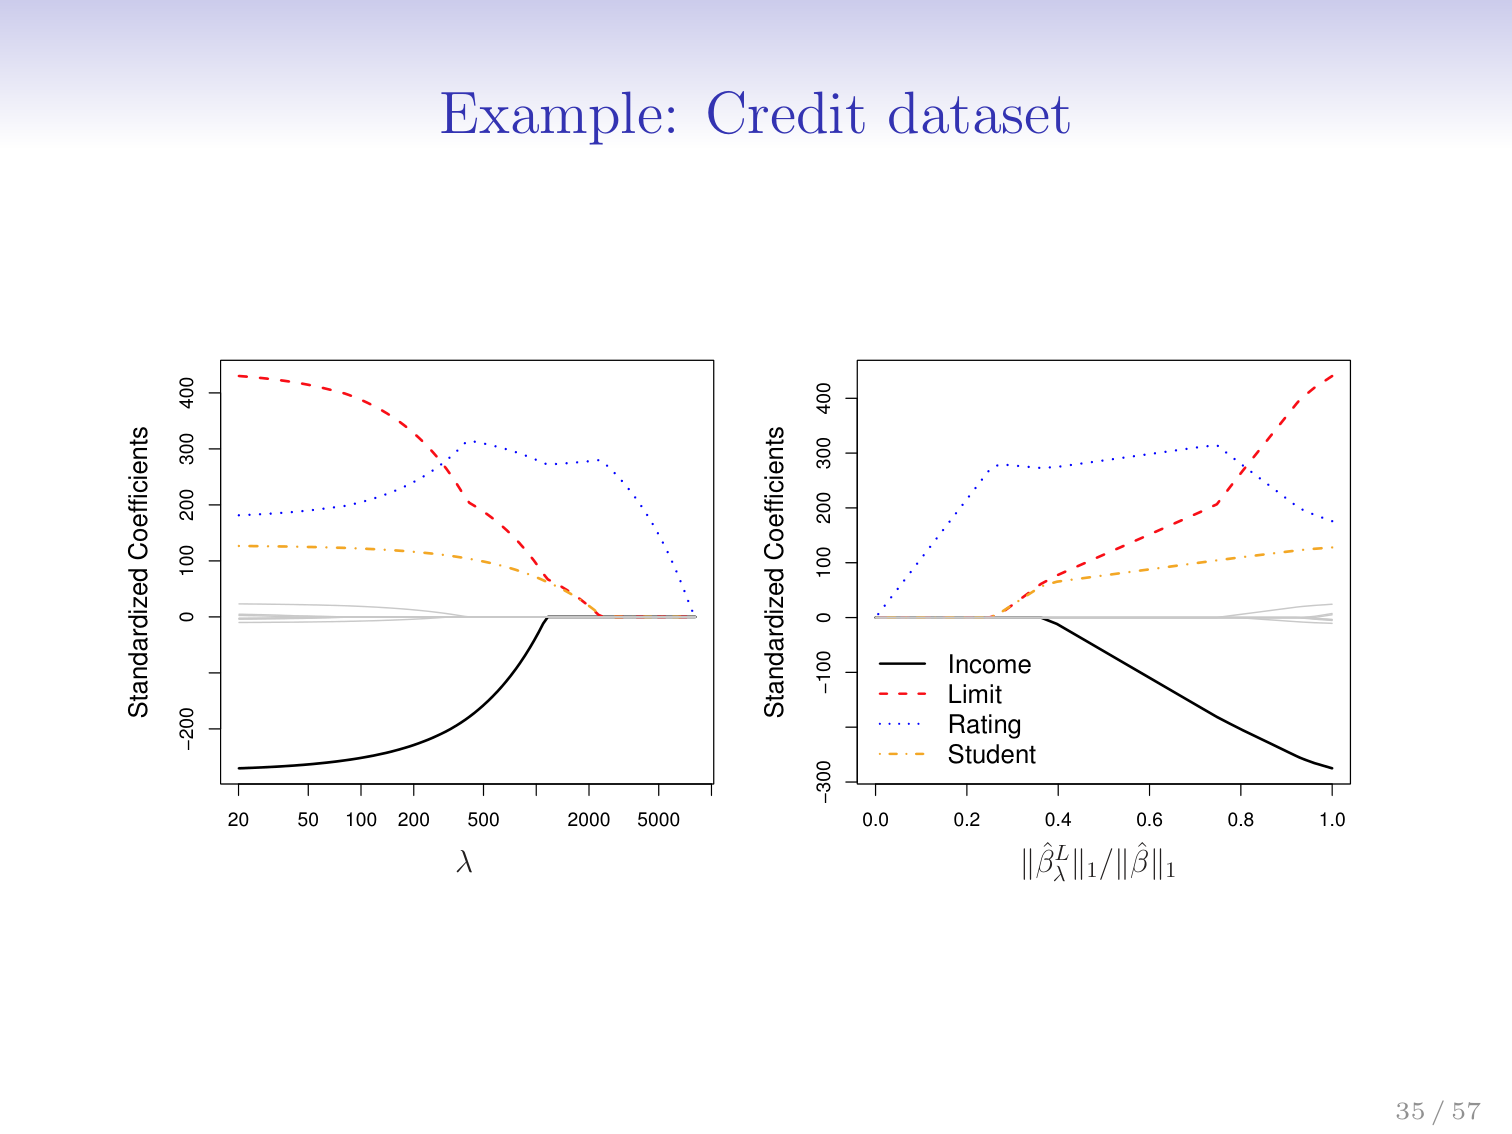 Example: Credit dataset
Standardized Coefficients
400
300
200
100
0
−200
20 50 100 200 500 2000 5000
λ
Standardized Coefficients
400
300
200
100
0
−100
−300
Income
Limit
Rating
Student
0.0 0.2 0.4 0.6 0.8 1.0
‖β̂λᴸ‖₁/‖β̂‖₁
35 / 57